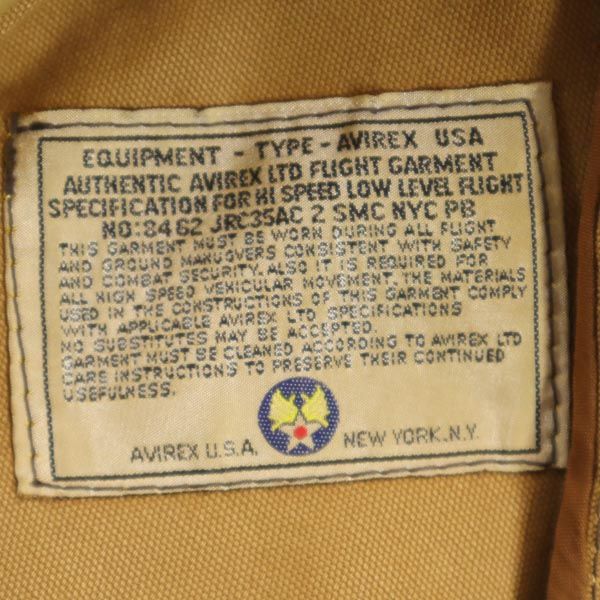 EQUIPMENT - TYPE - AVIREX USA
AUTHENTIC AVIREX LTD FLIGHT GARMENT
SPECIFICATION FOR HI SPEED LOW LEVEL FLIGHT
NO:8462 JRC35AC 2 SMC NYC PB
THIS GARMENT MUST BE WORN DURING ALL FLIGHT
AND GROUND MANUOVERS CONSISTENT WITH SAFETY
AND COMBAT SECURITY. ALSO IT IS REQUIRED FOR
ALL HIGH SPEED VEHICULAR MOVEMENT. THE MATERIALS
USED IN THE CONSTRUCTIONS OF THIS GARMENT COMPLY
WITH APPLICABLE AVIREX LTD SPECIFICATIONS
NO SUBSTITUTES MAY BE ACCEPTED.
GARMENT MUST BE CLEANED ACCORDING TO AVIREX LTD
CARE INSTRUCTIONS TO PRESERVE THEIR CONTINUED
USEFULNESS.
AVIREX U.S.A. NEW YORK.N.Y.